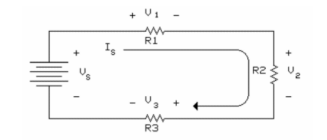 + V₁ −
R1
Iₛ
+ Vₛ −
R2
+ V₂ −
− V₃ +
R3